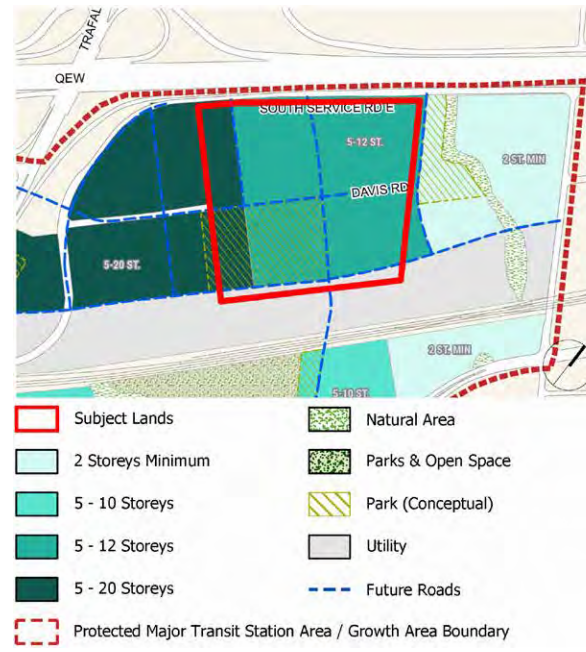 TRAFAL
QEW
SOUTH SERVICE RD E
5-12 ST.
2 ST. MIN
DAVIS RD
5-20 ST.
2 ST. MIN
5-10 ST.
Subject Lands
Natural Area
2 Storeys Minimum
Parks & Open Space
5 - 10 Storeys
Park (Conceptual)
5 - 12 Storeys
Utility
5 - 20 Storeys
Future Roads
Protected Major Transit Station Area / Growth Area Boundary